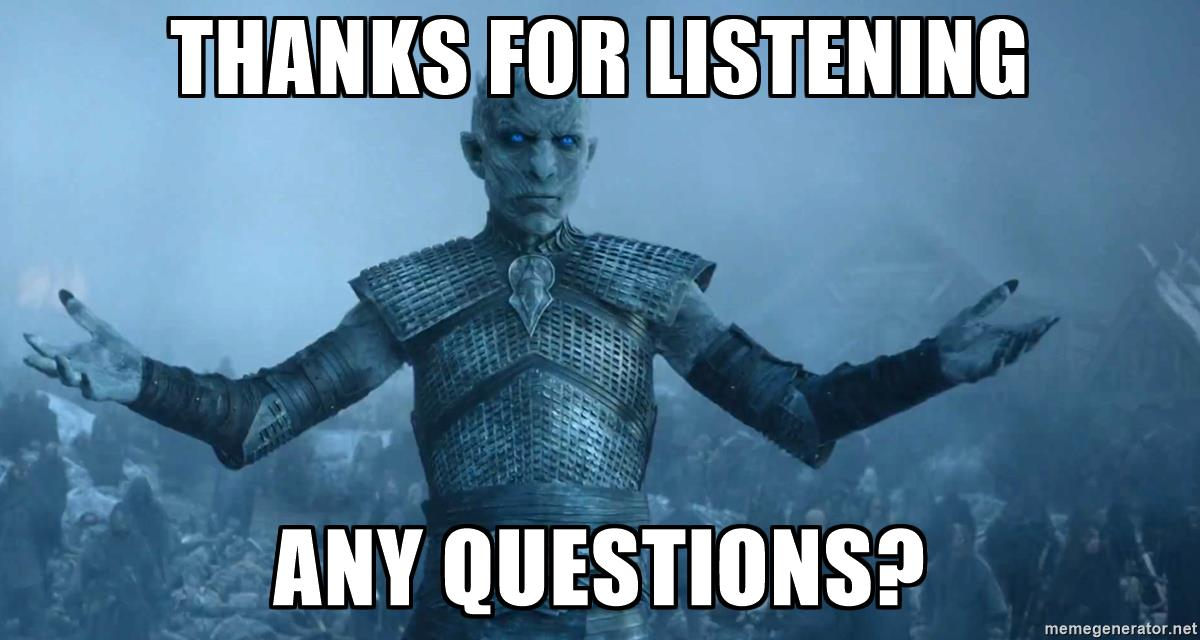 THANKS FOR LISTENING
ANY QUESTIONS?
memegenerator.net